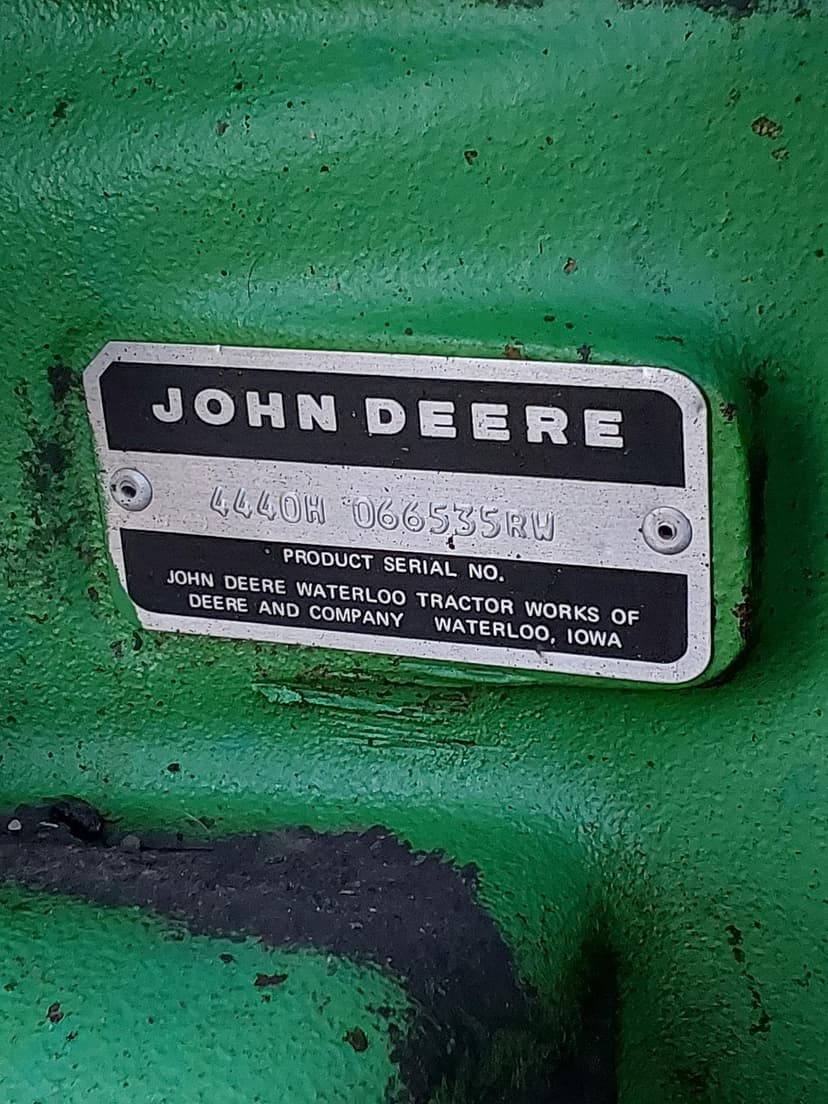 JOHN DEERE
4440H 066535RW
PRODUCT SERIAL NO.
JOHN DEERE WATERLOO TRACTOR WORKS OF
DEERE AND COMPANY WATERLOO, IOWA